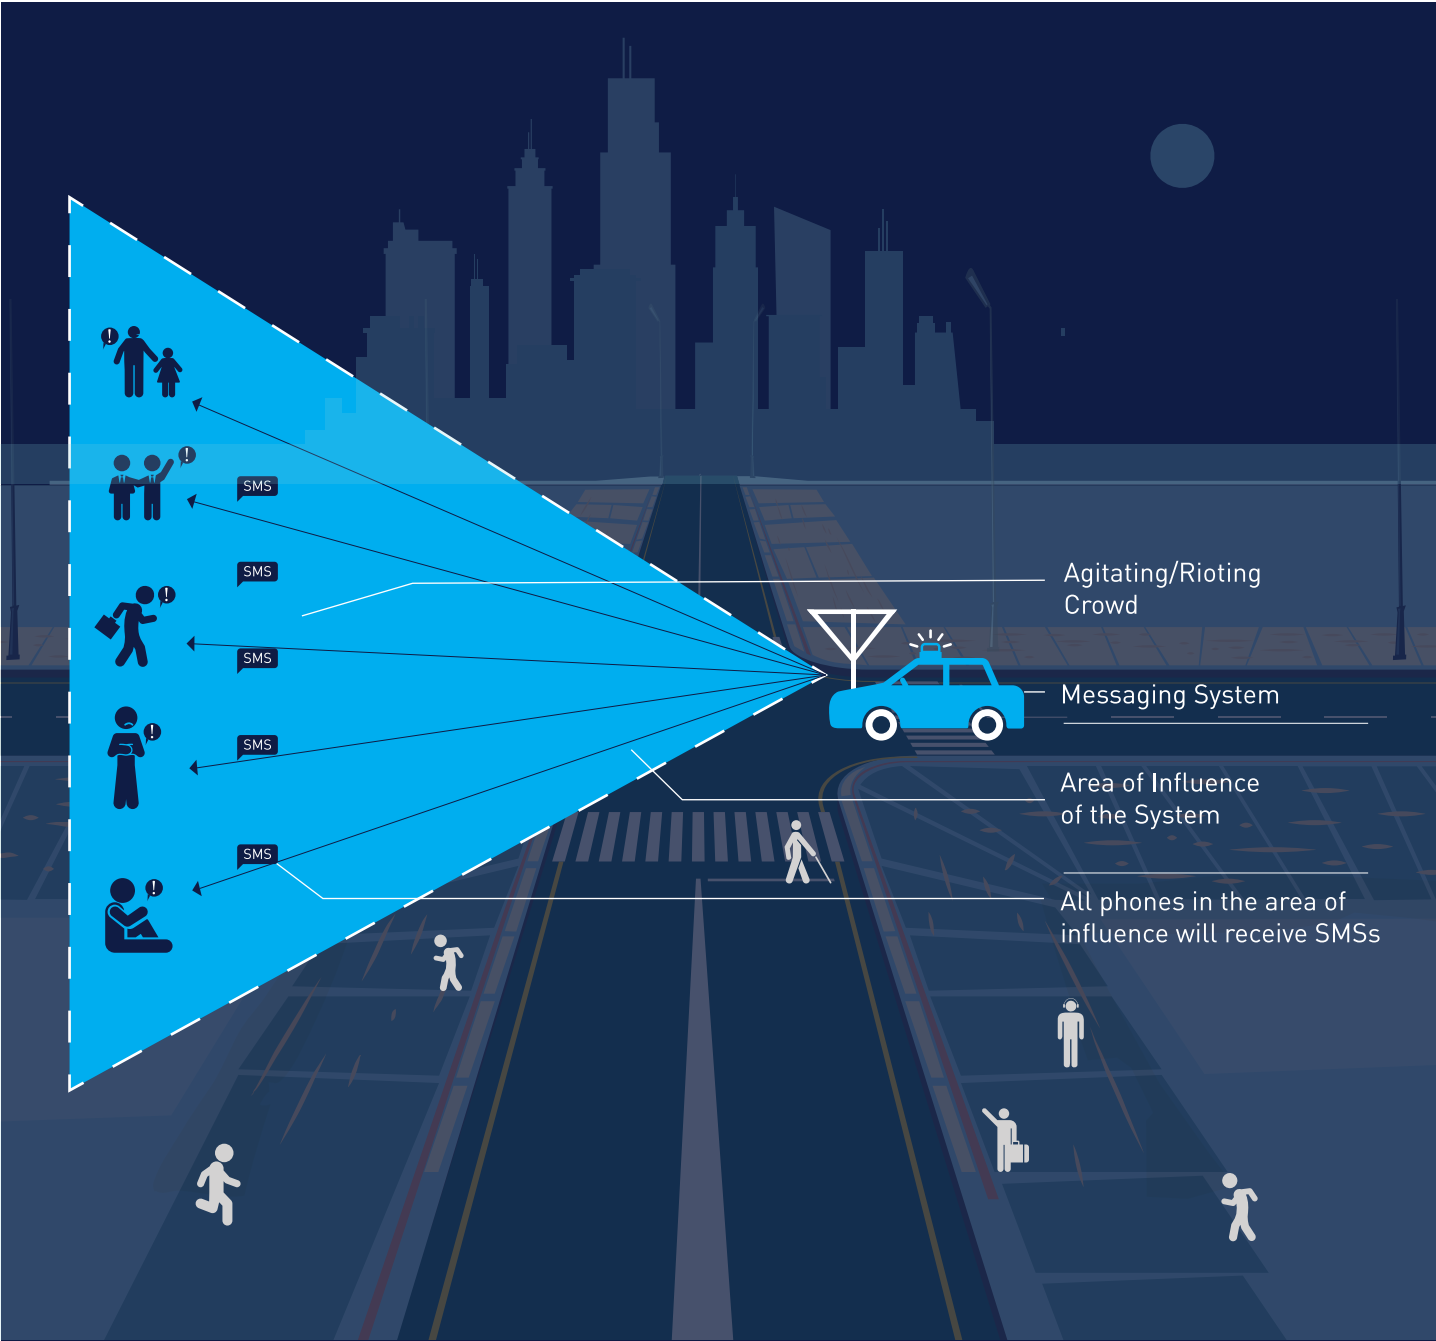 SMS
SMS
SMS
SMS
SMS
Agitating/Rioting
Crowd
Messaging System
Area of Influence
of the System
All phones in the area of
influence will receive SMSs